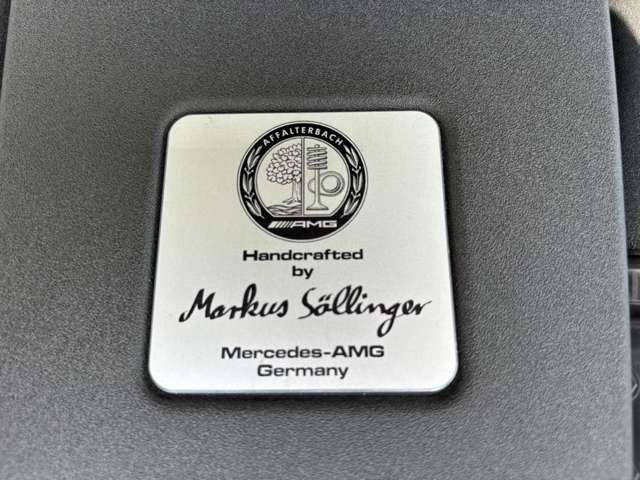 AFFALTERBACH
AMG
Handcrafted
by
Markus Söllinger
Mercedes-AMG
Germany